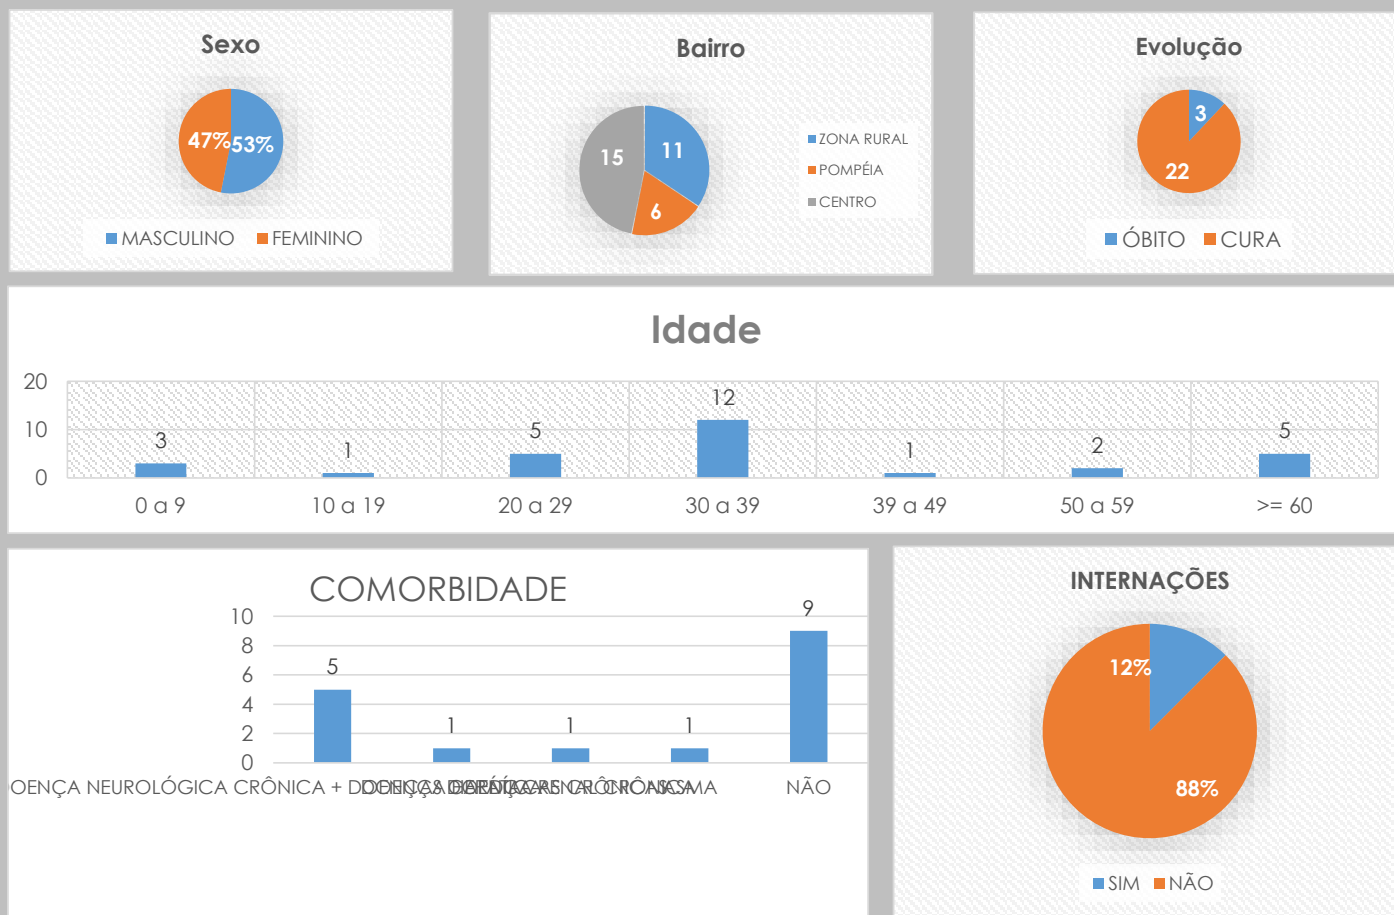 Sexo
47%
53%
MASCULINO
FEMININO
Bairro
15
11
6
ZONA RURAL
POMPÉIA
CENTRO
Evolução
3
22
ÓBITO
CURA
Idade
20
10
0
3
1
5
12
1
2
5
0 a 9
10 a 19
20 a 29
30 a 39
39 a 49
50 a 59
>= 60
COMORBIDADE
10
8
6
4
2
0
5
1
1
1
9
OENÇA NEUROLÓGICA CRÔNICA +
NÃO
INTERNAÇÕES
12%
88%
SIM
NÃO